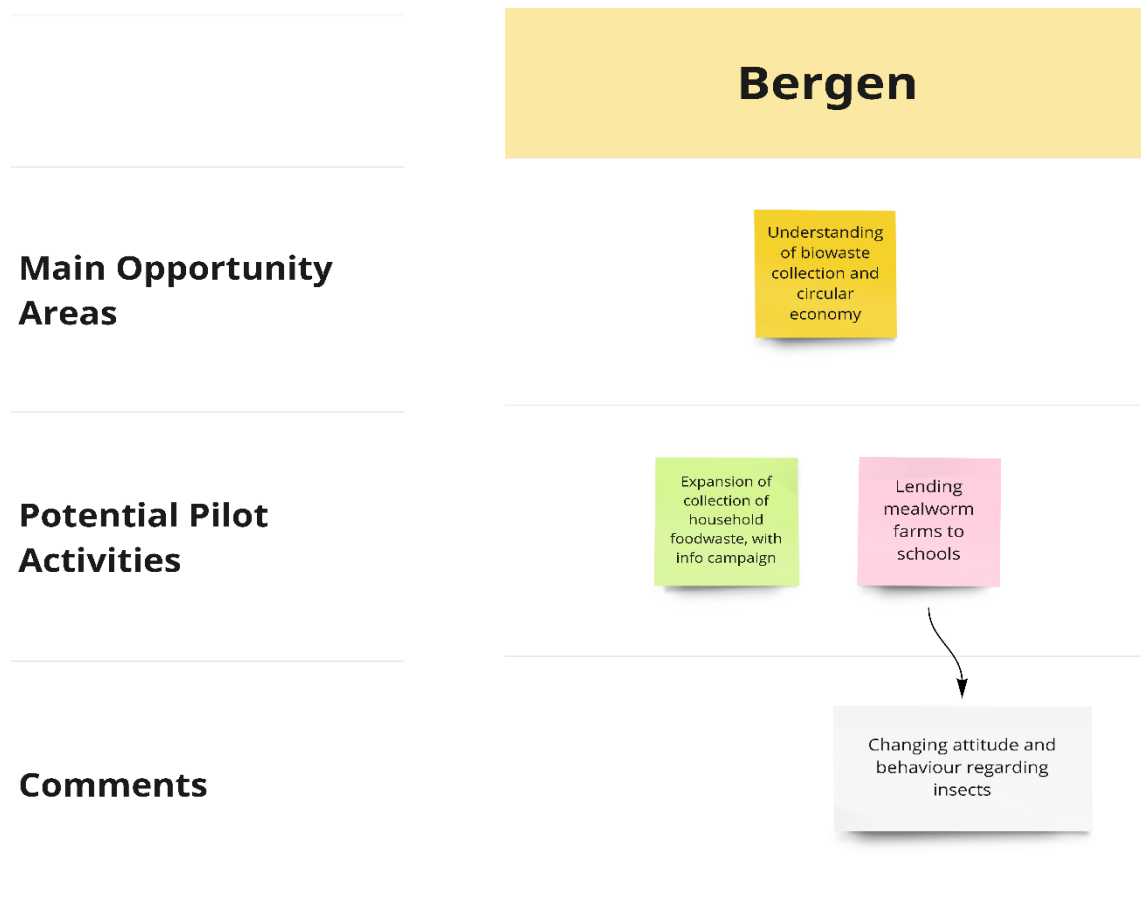 Bergen
Main Opportunity
Areas
Understanding
of biowaste
collection and
circular
economy
Potential Pilot
Activities
Expansion of
collection of
household
foodwaste, with
info campaign
Lending
mealworm
farms to
schools
Comments
Changing attitude and
behaviour regarding
insects